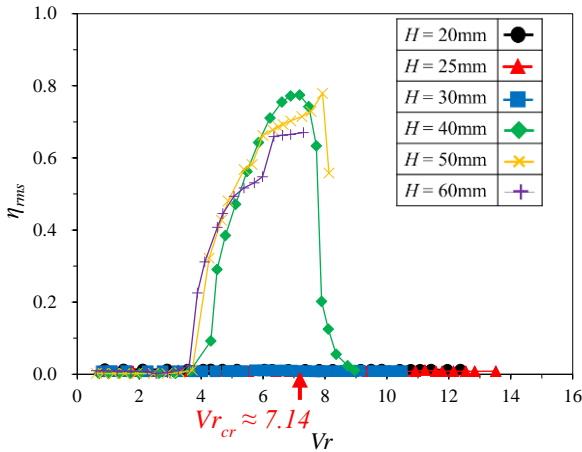 1.0
0.8
0.6
0.4
0.2
0.0
η_rms
H = 20mm
H = 25mm
H = 30mm
H = 40mm
H = 50mm
H = 60mm
0 2 4 6 8 10 12 14 16
Vr_cr ≈ 7.14
Vr